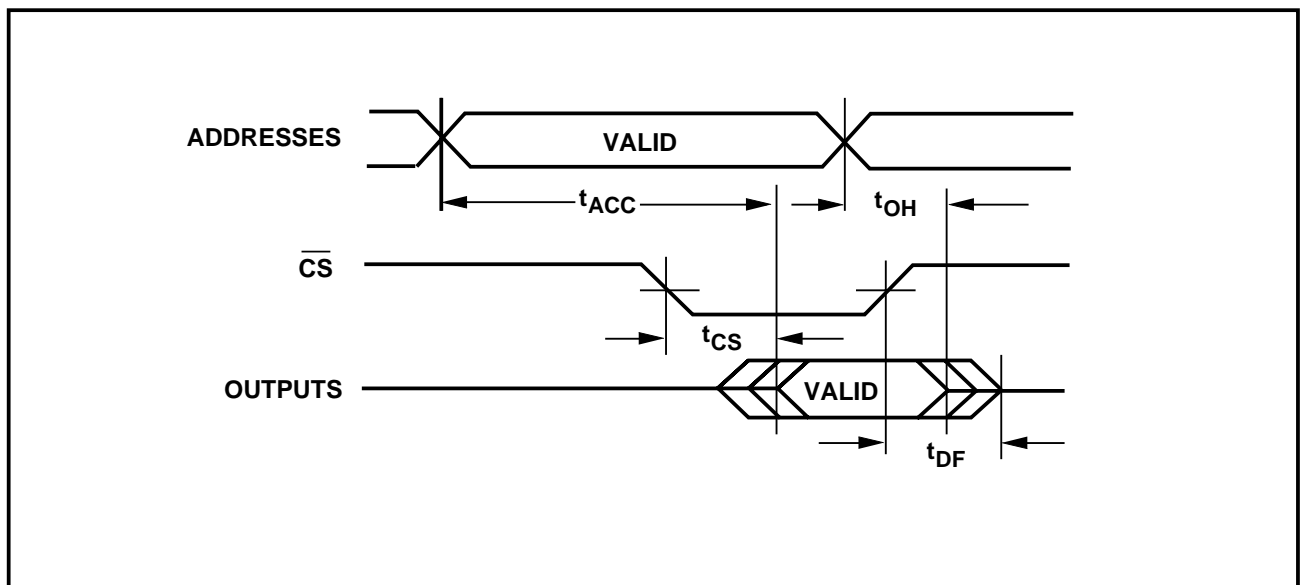 ADDRESSES
VALID
tACC
tOH
CS
tCS
OUTPUTS
VALID
tDF